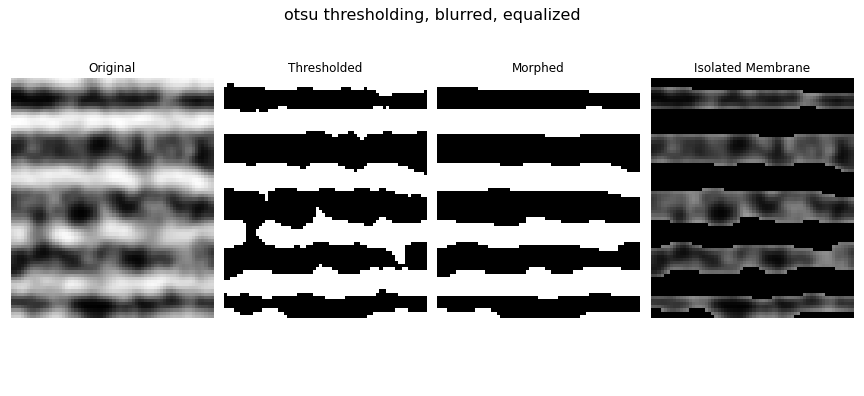 otsu thresholding, blurred, equalized
Original
Thresholded
Morphed
Isolated Membrane